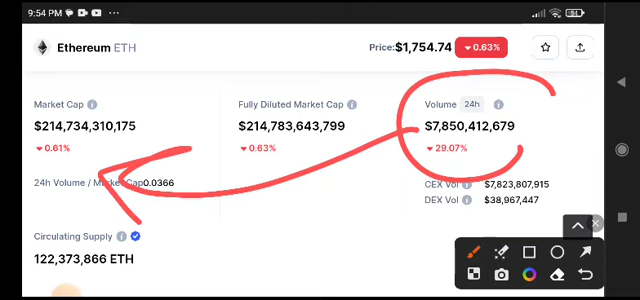 9:54 PM
Ethereum ETH
Price: $1,754.74 0.63%
Market Cap
$214,734,310,175
0.61%
Fully Diluted Market Cap
$214,783,643,799
0.63%
Volume 24h
$7,850,412,679
29.07%
24h Volume / Market Cap 0.0366
CEX Vol $7,823,807,915
DEX Vol $38,967,447
Circulating Supply
122,373,866 ETH